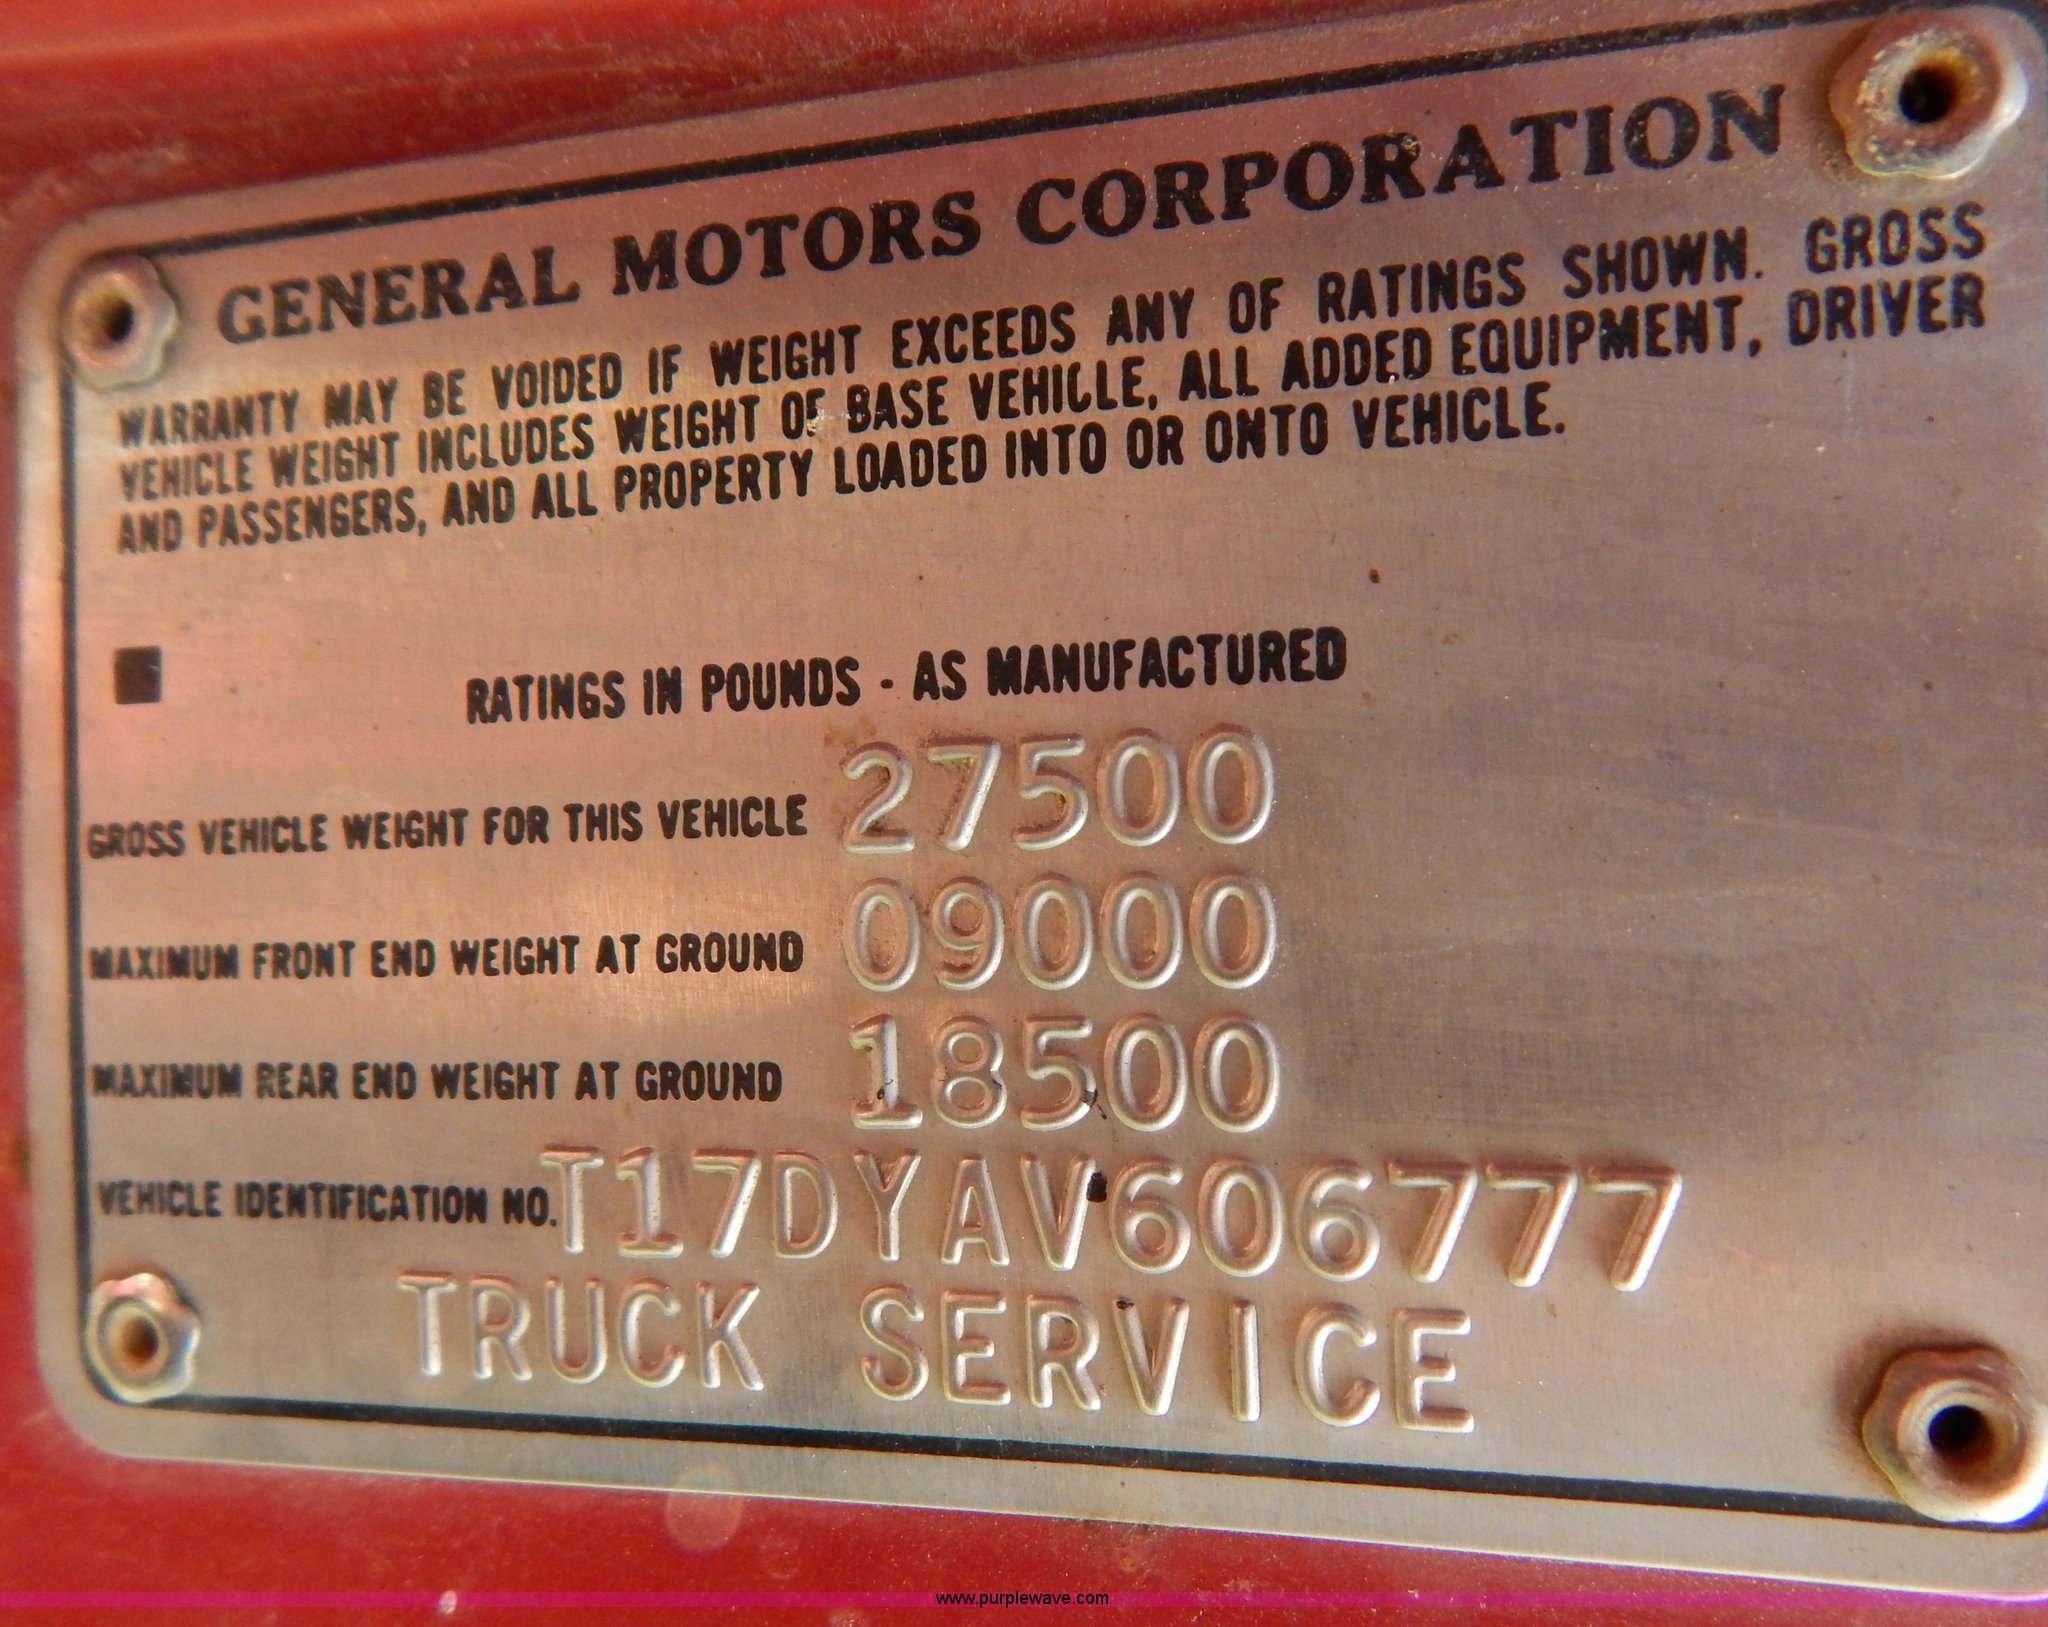 GENERAL MOTORS CORPORATION
WARRANTY MAY BE VOIDED IF WEIGHT EXCEEDS ANY OF RATINGS SHOWN. GROSS
VEHICLE WEIGHT INCLUDES WEIGHT OF BASE VEHICLE, ALL ADDED EQUIPMENT, DRIVER
AND PASSENGERS, AND ALL PROPERTY LOADED INTO OR ONTO VEHICLE.
RATINGS IN POUNDS - AS MANUFACTURED
GROSS VEHICLE WEIGHT FOR THIS VEHICLE 27500
MAXIMUM FRONT END WEIGHT AT GROUND 09000
MAXIMUM REAR END WEIGHT AT GROUND 18500
VEHICLE IDENTIFICATION NO. T17DYAV606777
TRUCK SERVICE
www.purplewave.com